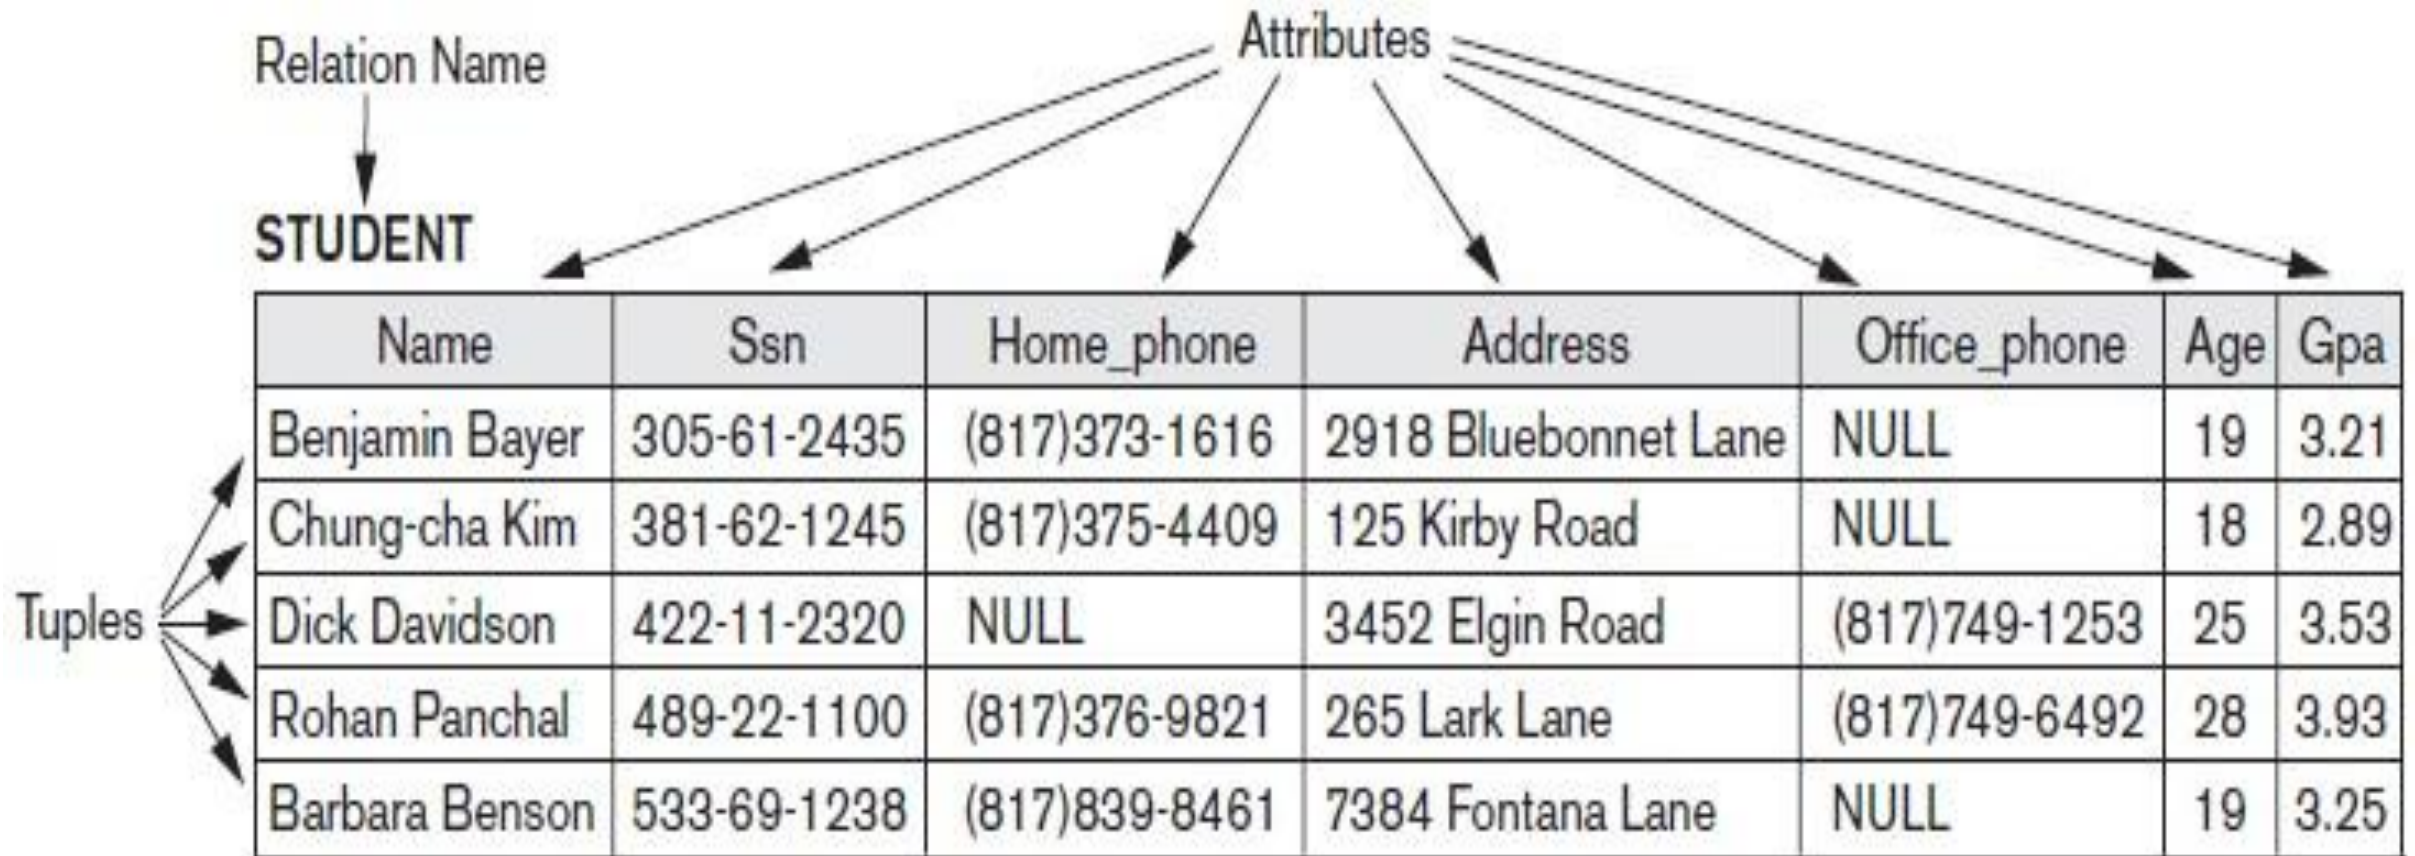 Attributes
Relation Name
STUDENT
Name Ssn Home_phone Address Office_phone Age Gpa
Benjamin Bayer 305-61-2435 (817)373-1616 2918 Bluebonnet Lane NULL 19 3.21
Chung-cha Kim 381-62-1245 (817)375-4409 125 Kirby Road NULL 18 2.89
Tuples Dick Davidson 422-11-2320 NULL 3452 Elgin Road (817)749-1253 25 3.53
Rohan Panchal 489-22-1100 (817)376-9821 265 Lark Lane (817)749-6492 28 3.93
Barbara Benson 533-69-1238 (817)839-8461 7384 Fontana Lane NULL 19 3.25